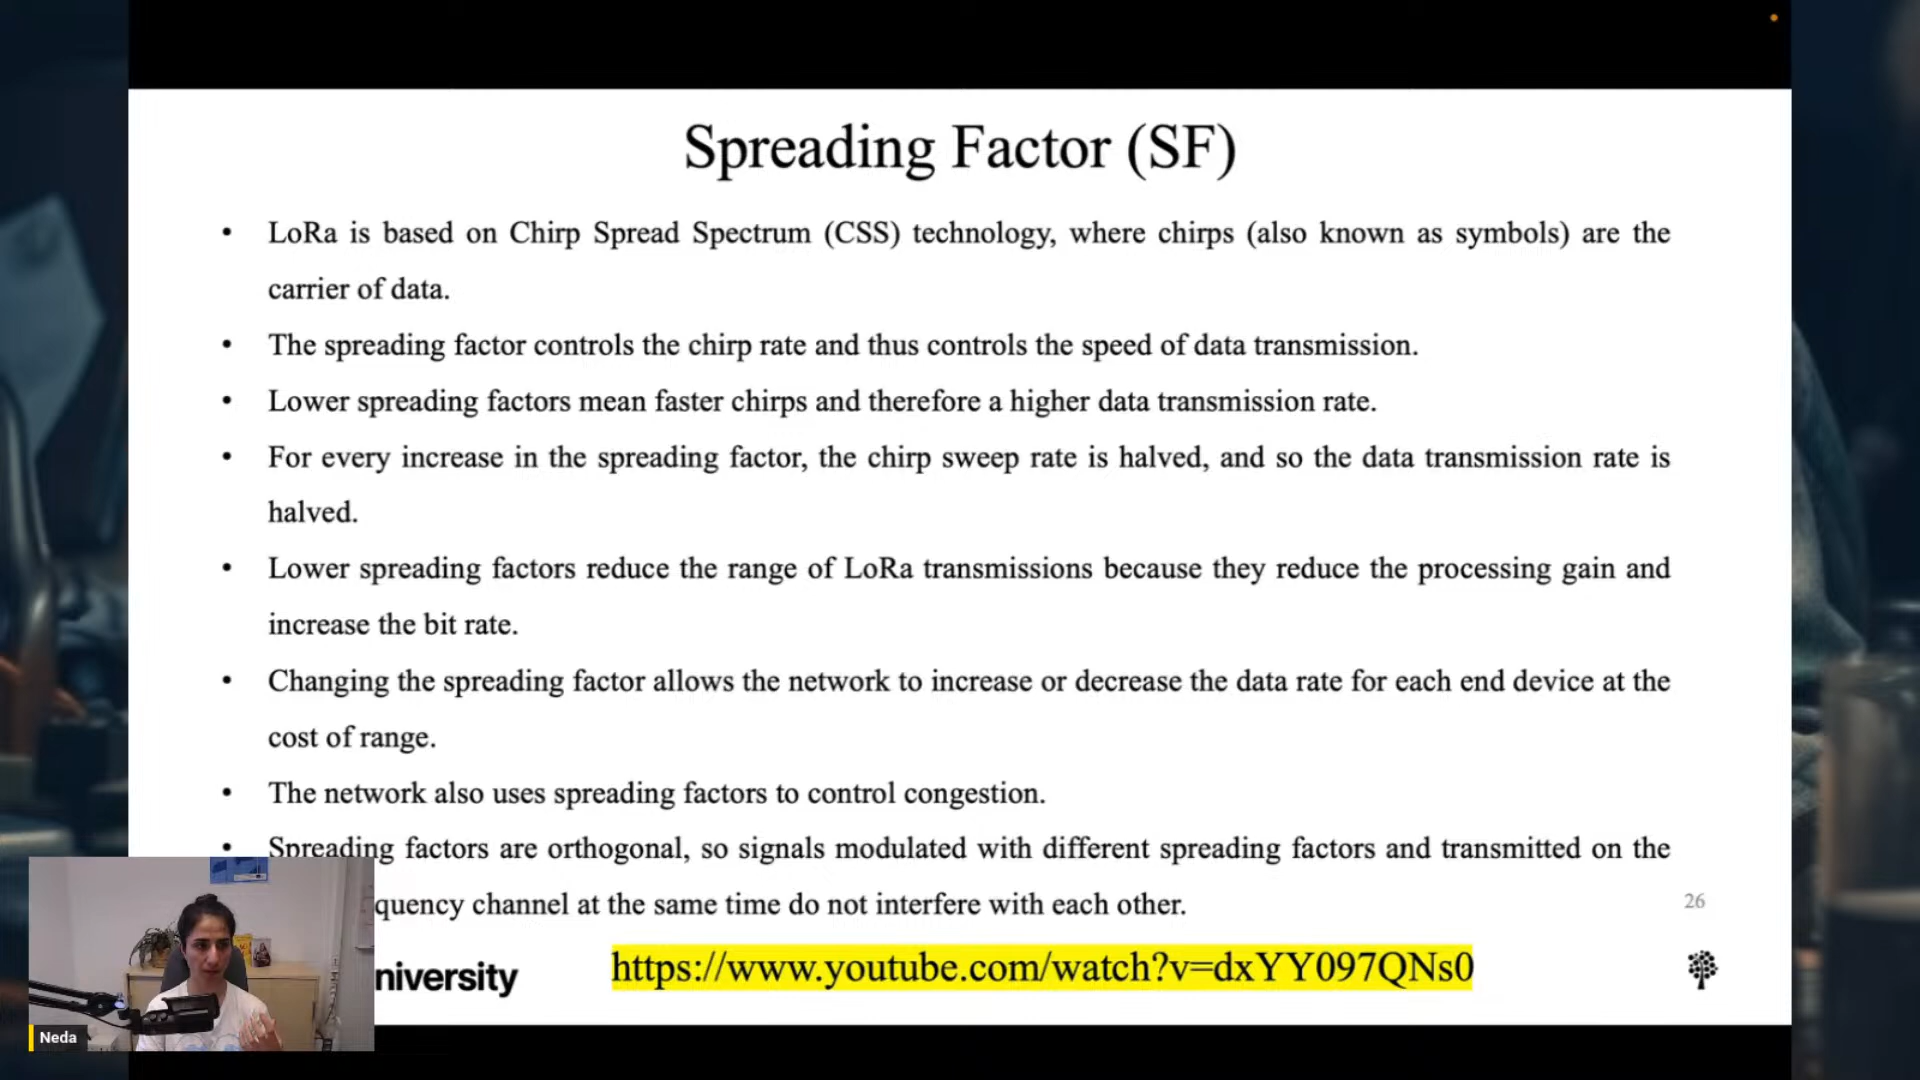 Spreading Factor (SF)
• LoRa is based on Chirp Spread Spectrum (CSS) technology, where chirps (also known as symbols) are the
carrier of data.
• The spreading factor controls the chirp rate and thus controls the speed of data transmission.
• Lower spreading factors mean faster chirps and therefore a higher data transmission rate.
• For every increase in the spreading factor, the chirp sweep rate is halved, and so the data transmission rate is
halved.
• Lower spreading factors reduce the range of LoRa transmissions because they reduce the processing gain and
increase the bit rate.
• Changing the spreading factor allows the network to increase or decrease the data rate for each end device at the
cost of range.
• The network also uses spreading factors to control congestion.
• Spreading factors are orthogonal, so signals modulated with different spreading factors and transmitted on the
quency channel at the same time do not interfere with each other.
26
niversity
https://www.youtube.com/watch?v=dxYY097QNs0
Neda